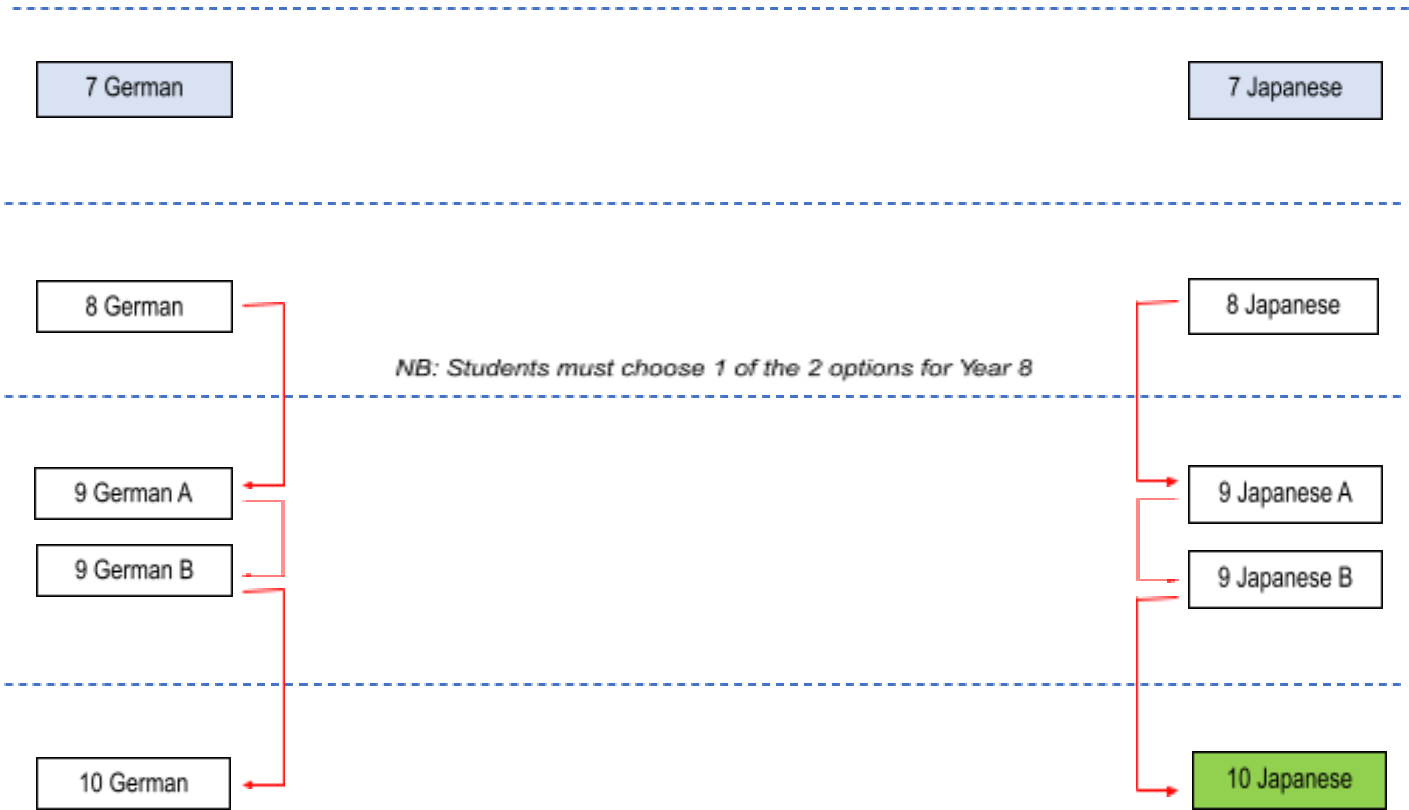 7 German
7 Japanese
8 German
8 Japanese
NB: Students must choose 1 of the 2 options for Year 8
9 German A
9 Japanese A
9 German B
9 Japanese B
10 German
10 Japanese